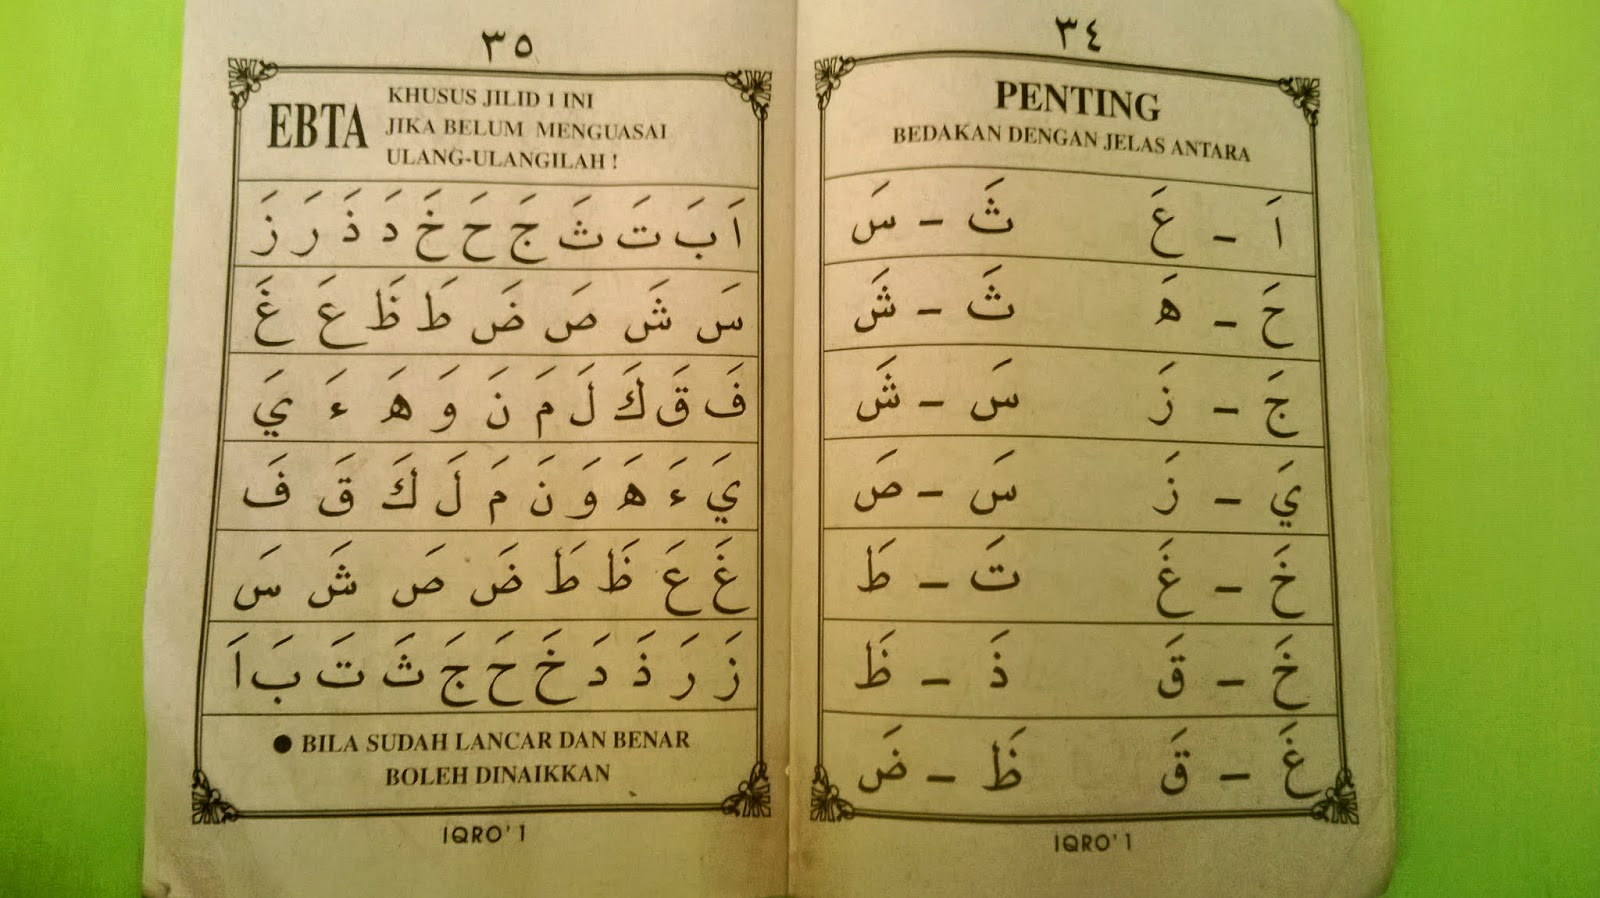 ٣٤
PENTING
BEDAKAN DENGAN JELAS ANTARA
اَ – عَ ثَ – سَ
حَ – هَ ثَ – شَ
جَ – زَ سَ – شَ
يَ – زَ سَ – صَ
خَ – غَ تَ – طَ
خَ – قَ ذَ – ظَ
غَ – قَ ظَ – ضَ
IQRO' 1
٣٥
EBTA
KHUSUS JILID 1 INI
JIKA BELUM MENGUASAI
ULANG-ULANGILAH !
اَ بَ تَ ثَ جَ حَ خَ دَ ذَ رَ زَ
سَ شَ صَ ضَ طَ ظَ عَ غَ
فَ قَ كَ لَ مَ نَ وَ هَ ءَ يَ
يَ ءَ هَ وَ نَ مَ لَ كَ قَ فَ
غَ عَ ظَ طَ ضَ صَ شَ سَ
زَ رَ ذَ دَ خَ حَ جَ ثَ تَ بَ اَ
● BILA SUDAH LANCAR DAN BENAR
BOLEH DINAIKKAN
IQRO' 1